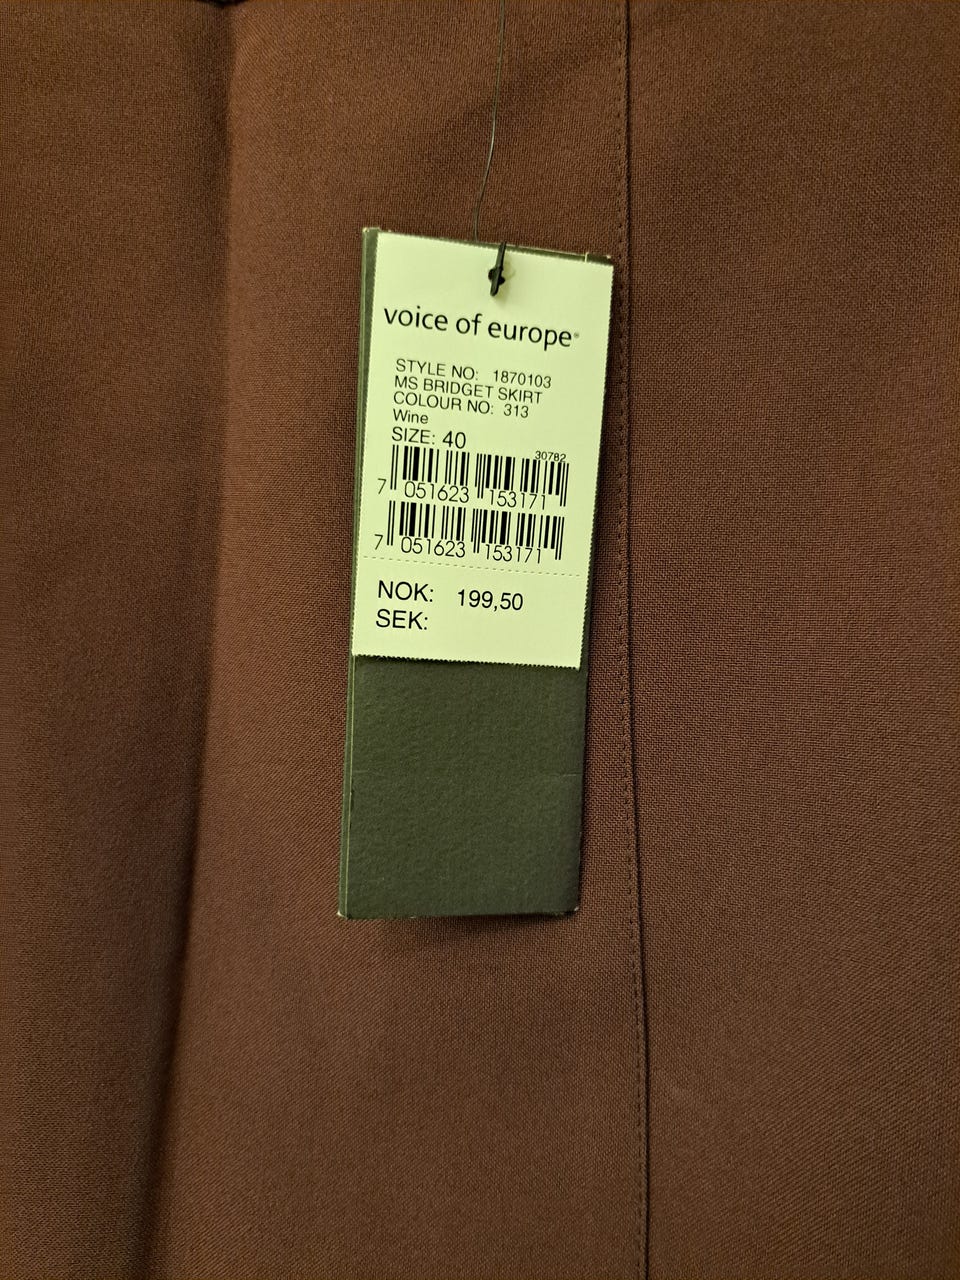 voice of europe®
STYLE NO: 1870103
MS BRIDGET SKIRT
COLOUR NO: 313
Wine
SIZE: 40
30782
7 051623 153171
7 051623 153171
NOK: 199,50
SEK: